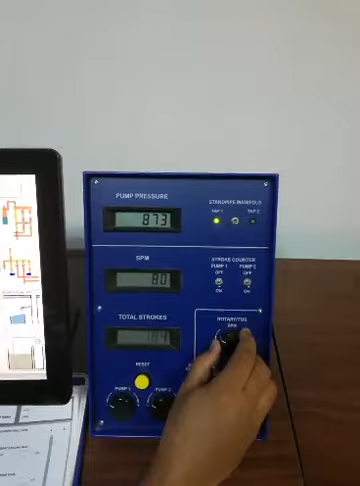 PUMP PRESSURE
873
STANDPIPE MANIFOLD
TAP 1 TAP 2
SPM
80
STROKE COUNTER
PUMP 1 PUMP 2
OFF OFF
ON ON
TOTAL STROKES
184
ROTARY/TDS
RPM
RESET
PUMP 1 PUMP 2